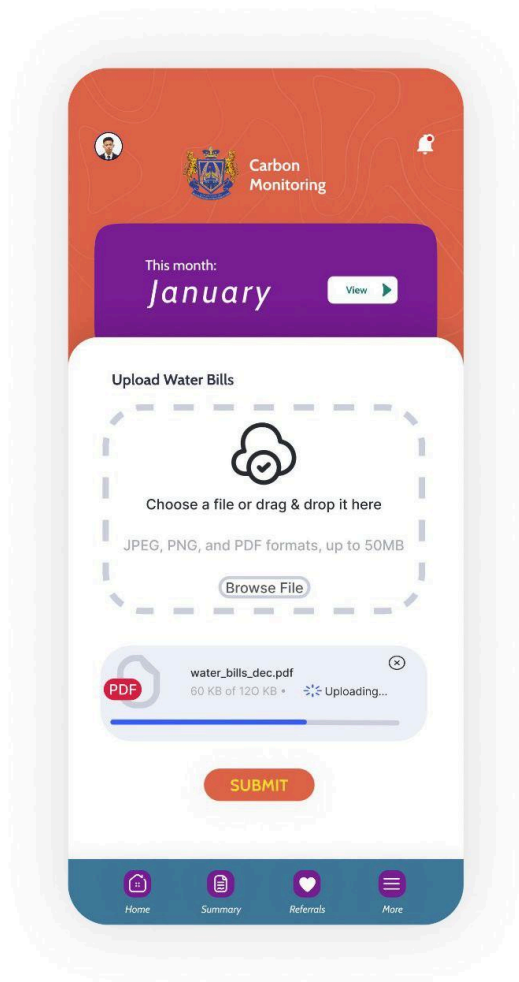 Carbon
Monitoring
This month:
January
View
Upload Water Bills
Choose a file or drag & drop it here
JPEG, PNG, and PDF formats, up to 50MB
Browse File
PDF
water_bills_dec.pdf
60 KB of 120 KB • Uploading...
SUBMIT
Home Summary Referrals More